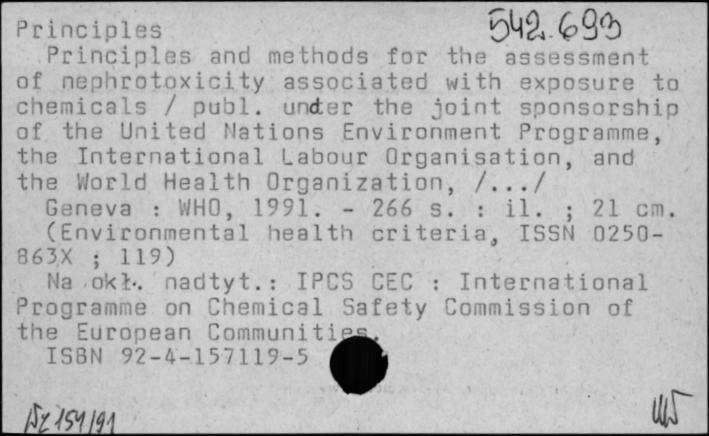 542.693
Principles
Principles and methods for the assessment
of nephrotoxicity associated with exposure to
chemicals / publ. under the joint sponsorship
of the United Nations Environment Programme,
the International Labour Organisation, and
the World Health Organization, /.../
Geneva : WHO, 1991. - 266 s. : il. ; 21 cm.
(Environmental health criteria, ISSN 0250-
863X ; 119)
Na okł. nadtyt.: IPCS CEC : International
Programme on Chemical Safety Commission of
the European Communities.
ISBN 92-4-157119-5
154/91